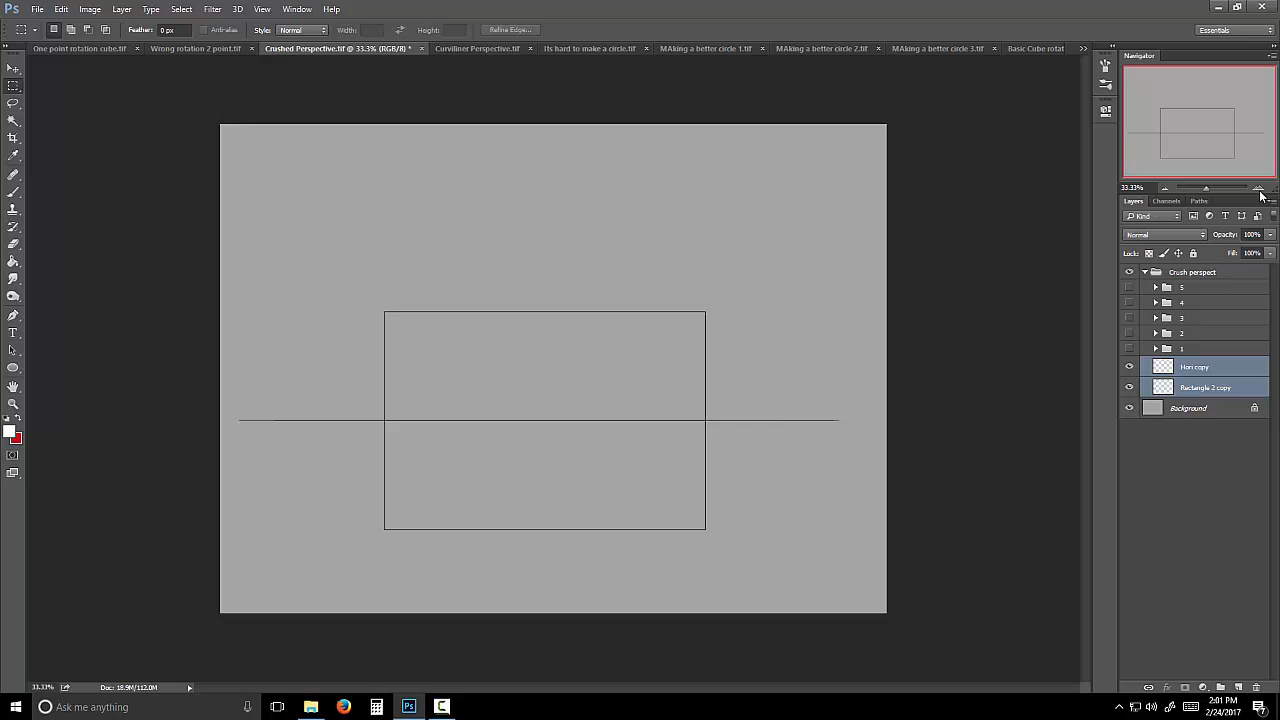 Ps File Edit Image Layer Type Select Filter 3D View Window Help
Feather: 0 px Anti-alias Style: Normal Width: Height: Refine Edge... Essentials
One point rotation cube.tif × Wrong rotation 2 point.tif × Crushed Perspective.tif @ 33.3% (RGB/8) * × Curviliner Perspective.tif × Its hard to make a circle.tif × MAking a better circle 1.tif × MAking a better circle 2.tif × MAking a better circle 3.tif × Basic Cube rotat
Navigator
33.33%
Layers Channels Paths
Kind
Normal Opacity: 100%
Lock: Fill: 100%
Crush perspect
5
4
3
2
1
Hori copy
Rectangle 2 copy
Background
33.33% Doc: 18.9M/112.0M
Ask me anything
2:01 PM
2/24/2017